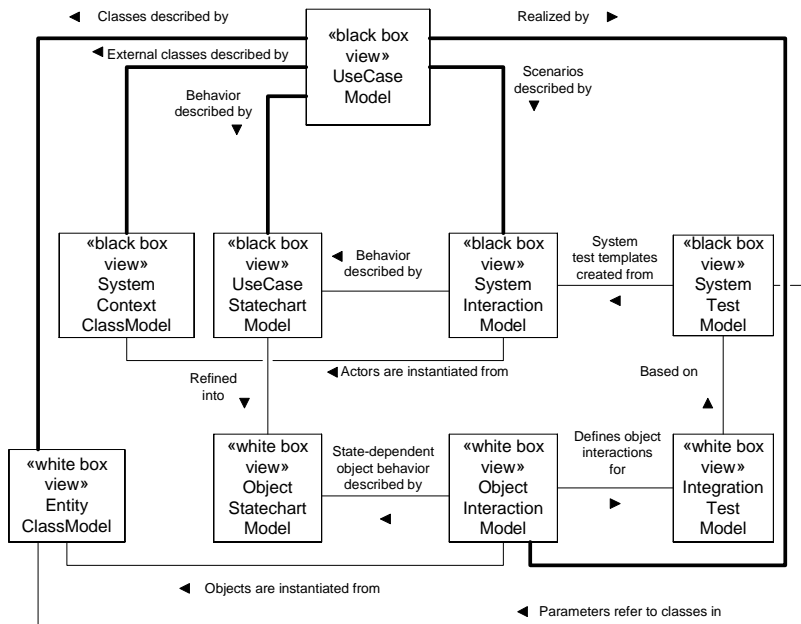 Classes described by
Realized by
«black box
view»
UseCase
Model
External classes described by
Behavior
described by
Scenarios
described by
«black box
view»
System
Context
ClassModel
«black box
view»
UseCase
Statechart
Model
Behavior
described by
«black box
view»
System
Interaction
Model
System
test templates
created from
«black box
view»
System
Test
Model
Actors are instantiated from
Refined
into
Based on
«white box
view»
Entity
ClassModel
«white box
view»
Object
Statechart
Model
State-dependent
object behavior
described by
«white box
view»
Object
Interaction
Model
Defines object
interactions
for
«white box
view»
Integration
Test
Model
Objects are instantiated from
Parameters refer to classes in